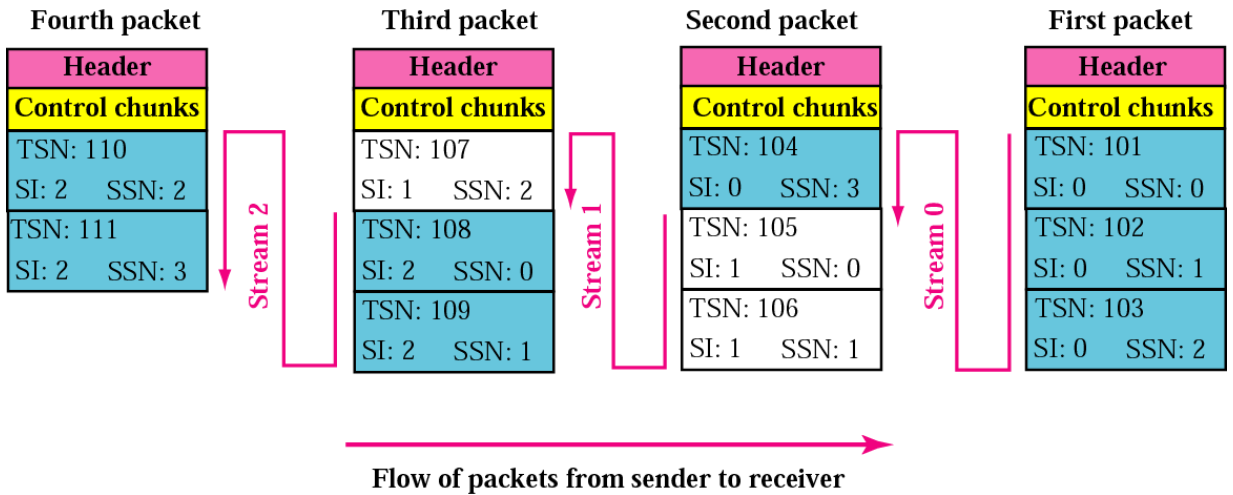 Fourth packet
Header
Control chunks
TSN: 110
SI: 2 SSN: 2
TSN: 111
SI: 2 SSN: 3
Stream 2
Third packet
Header
Control chunks
TSN: 107
SI: 1 SSN: 2
TSN: 108
SI: 2 SSN: 0
TSN: 109
SI: 2 SSN: 1
Stream 1
Second packet
Header
Control chunks
TSN: 104
SI: 0 SSN: 3
TSN: 105
SI: 1 SSN: 0
TSN: 106
SI: 1 SSN: 1
Stream 0
First packet
Header
Control chunks
TSN: 101
SI: 0 SSN: 0
TSN: 102
SI: 0 SSN: 1
TSN: 103
SI: 0 SSN: 2
Flow of packets from sender to receiver